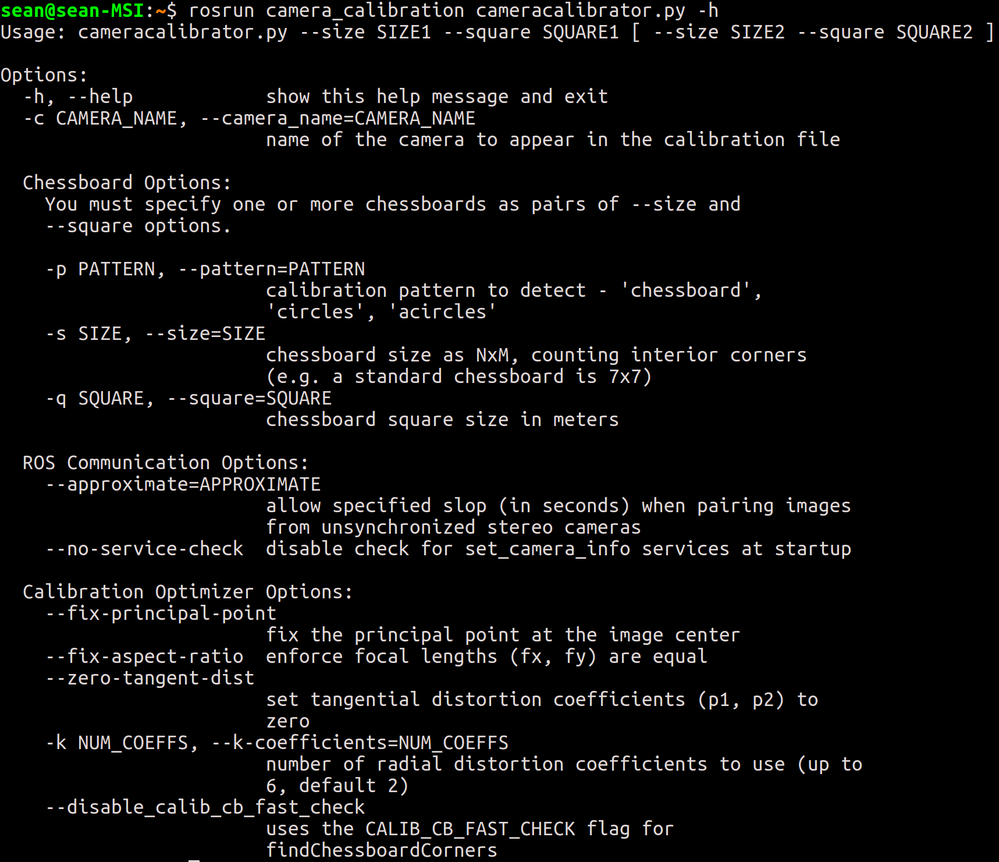 sean@sean-MSI:~$ rosrun camera_calibration cameracalibrator.py -h
Usage: cameracalibrator.py --size SIZE1 --square SQUARE1 [ --size SIZE2 --square SQUARE2 ]
Options:
-h, --help show this help message and exit
-c CAMERA_NAME, --camera_name=CAMERA_NAME
name of the camera to appear in the calibration file
Chessboard Options:
You must specify one or more chessboards as pairs of --size and
--square options.
-p PATTERN, --pattern=PATTERN
calibration pattern to detect - 'chessboard',
'circles', 'acircles'
-s SIZE, --size=SIZE
chessboard size as NxM, counting interior corners
(e.g. a standard chessboard is 7x7)
-q SQUARE, --square=SQUARE
chessboard square size in meters
ROS Communication Options:
--approximate=APPROXIMATE
allow specified slop (in seconds) when pairing images
from unsynchronized stereo cameras
--no-service-check disable check for set_camera_info services at startup
Calibration Optimizer Options:
--fix-principal-point
fix the principal point at the image center
--fix-aspect-ratio enforce focal lengths (fx, fy) are equal
--zero-tangent-dist
set tangential distortion coefficients (p1, p2) to
zero
-k NUM_COEFFS, --k-coefficients=NUM_COEFFS
number of radial distortion coefficients to use (up to
6, default 2)
--disable_calib_cb_fast_check
uses the CALIB_CB_FAST_CHECK flag for
findChessboardCorners